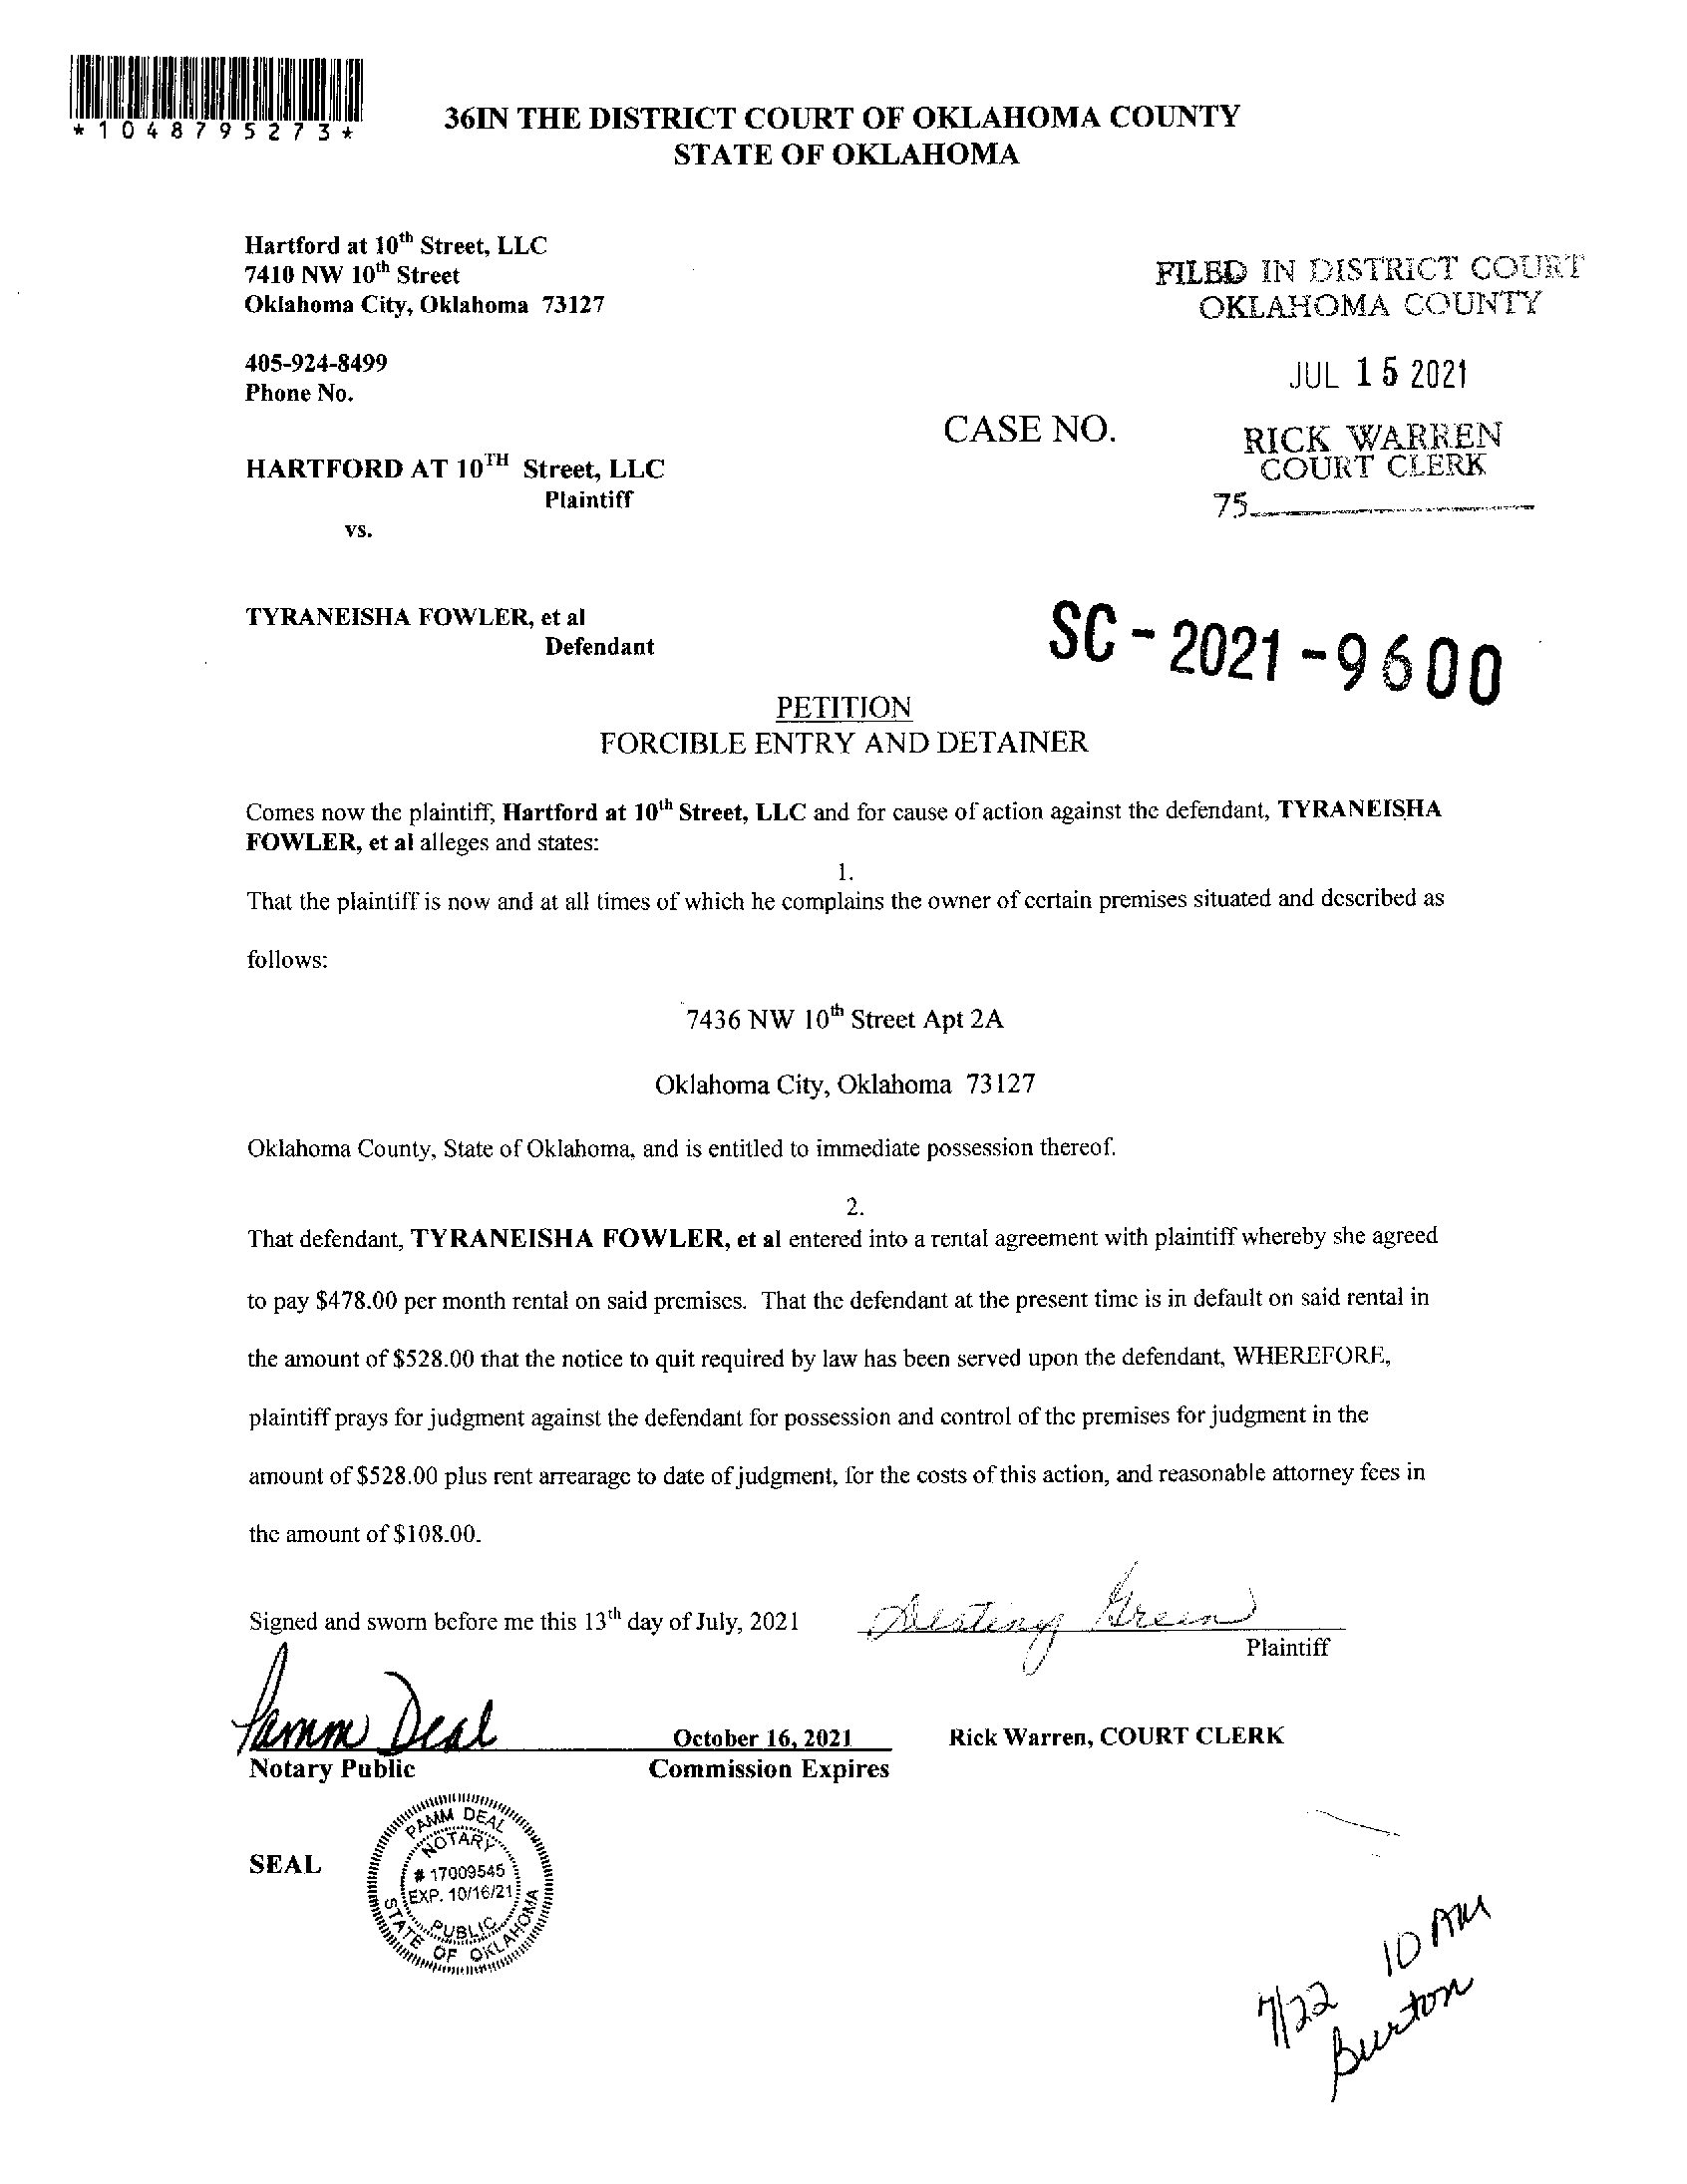 *1048795273*
36IN THE DISTRICT COURT OF OKLAHOMA COUNTY
STATE OF OKLAHOMA
Hartford at 10th Street, LLC
7410 NW 10th Street
Oklahoma City, Oklahoma 73127
FILED IN DISTRICT COURT
OKLAHOMA COUNTY
405-924-8499
Phone No.
JUL 15 2021
CASE NO.
RICK WARREN
COURT CLERK
75
HARTFORD AT 10TH Street, LLC
Plaintiff
vs.
TYRANEISHA FOWLER, et al
Defendant
SC-2021-9600
PETITION
FORCIBLE ENTRY AND DETAINER
Comes now the plaintiff, Hartford at 10th Street, LLC and for cause of action against the defendant, TYRANEISHA
FOWLER, et al alleges and states:
1.
That the plaintiff is now and at all times of which he complains the owner of certain premises situated and described as
follows:
7436 NW 10th Street Apt 2A
Oklahoma City, Oklahoma 73127
Oklahoma County, State of Oklahoma, and is entitled to immediate possession thereof.
2.
That defendant, TYRANEISHA FOWLER, et al entered into a rental agreement with plaintiff whereby she agreed
to pay $478.00 per month rental on said premises. That the defendant at the present time is in default on said rental in
the amount of $528.00 that the notice to quit required by law has been served upon the defendant, WHEREFORE,
plaintiff prays for judgment against the defendant for possession and control of the premises for judgment in the
amount of $528.00 plus rent arrearage to date of judgment, for the costs of this action, and reasonable attorney fees in
the amount of $108.00.
Signed and sworn before me this 13th day of July, 2021
Destiny Green
Plaintiff
Pamm Deal
Notary Public
October 16, 2021
Commission Expires
Rick Warren, COURT CLERK
SEAL
PAMM DEAL
NOTARY
# 17009545
EXP. 10/16/21
PUBLIC
STATE OF OKLAHOMA
7/22 10 AM
Burton